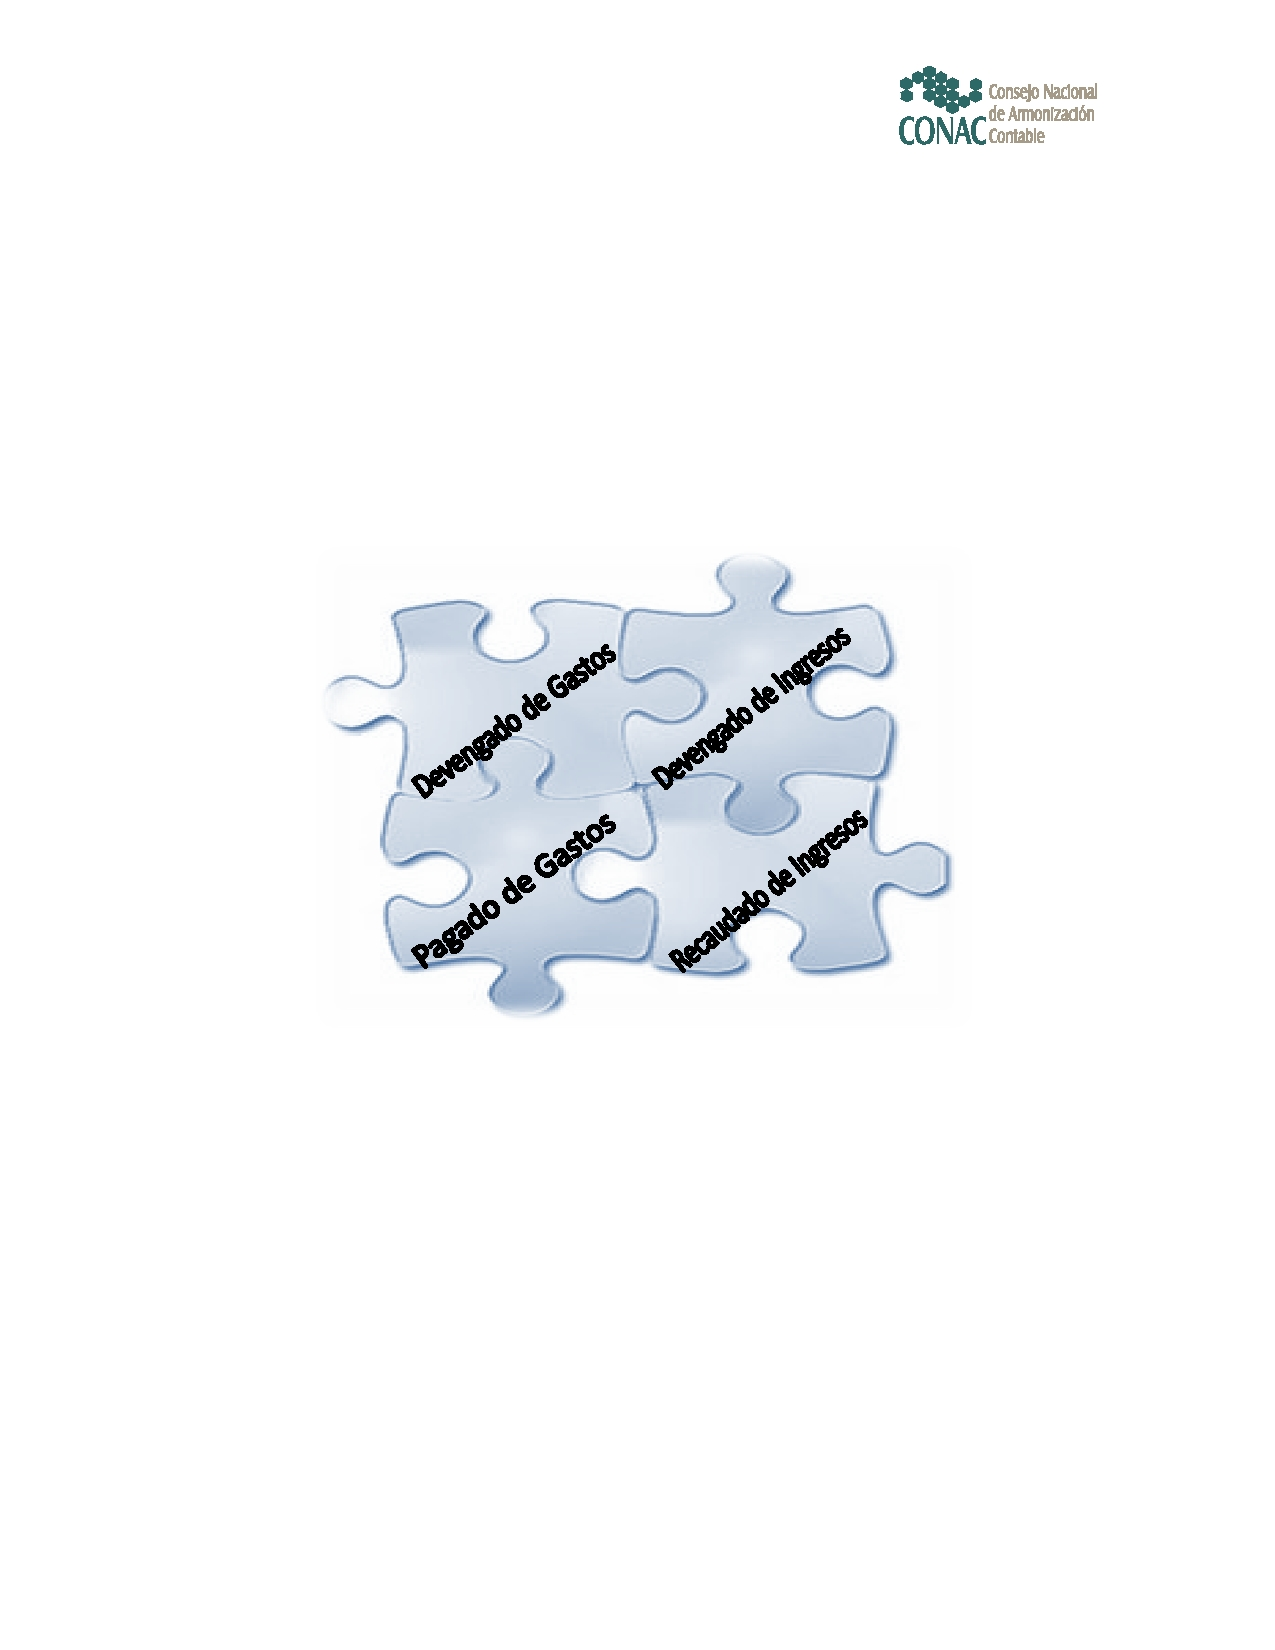 Consejo Nacional
de Armonización
CONAC Contable
Devengado de Gastos
Devengado de Ingresos
Pagado de Gastos
Recaudado de Ingresos